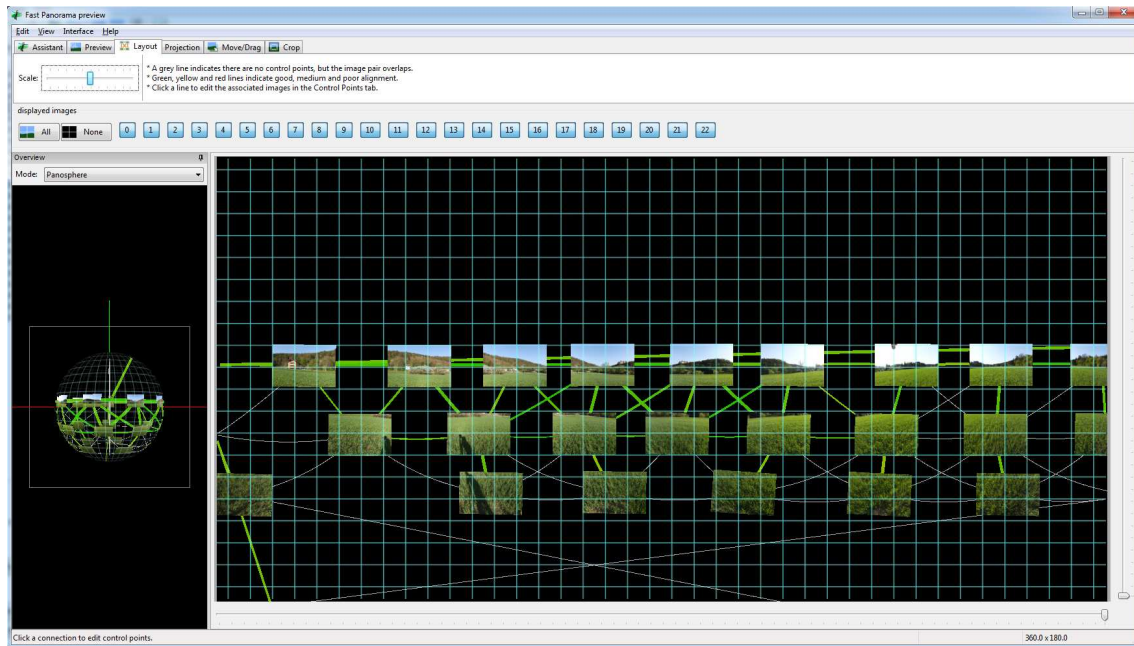 Fast Panorama preview
Edit View Interface Help
Assistant Preview Layout Projection Move/Drag Crop
Scale:
* A grey line indicates there are no control points, but the image pair overlaps.
* Green, yellow and red lines indicate good, medium and poor alignment.
* Click a line to edit the associated images in the Control Points tab.
displayed images
All None 0 1 2 3 4 5 6 7 8 9 10 11 12 13 14 15 16 17 18 19 20 21 22
Overview
Mode: Panosphere
Click a connection to edit control points.
360.0 x 180.0